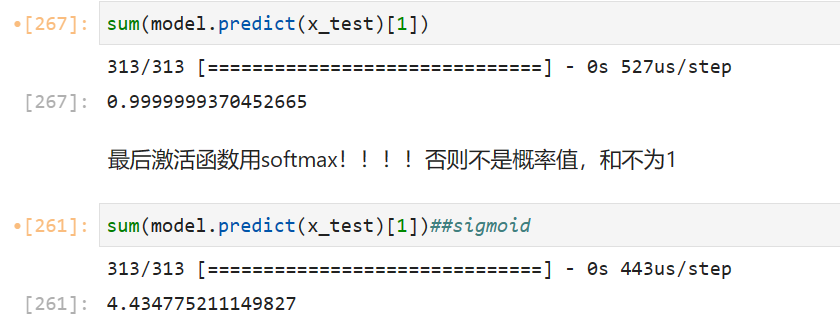 [267]: sum(model.predict(x_test)[1])
313/313 [==============================] - 0s 527us/step
[267]: 0.9999999370452665
最后激活函数用softmax！！！！否则不是概率值，和不为1
[261]: sum(model.predict(x_test)[1])##sigmoid
313/313 [==============================] - 0s 443us/step
[261]: 4.434775211149827